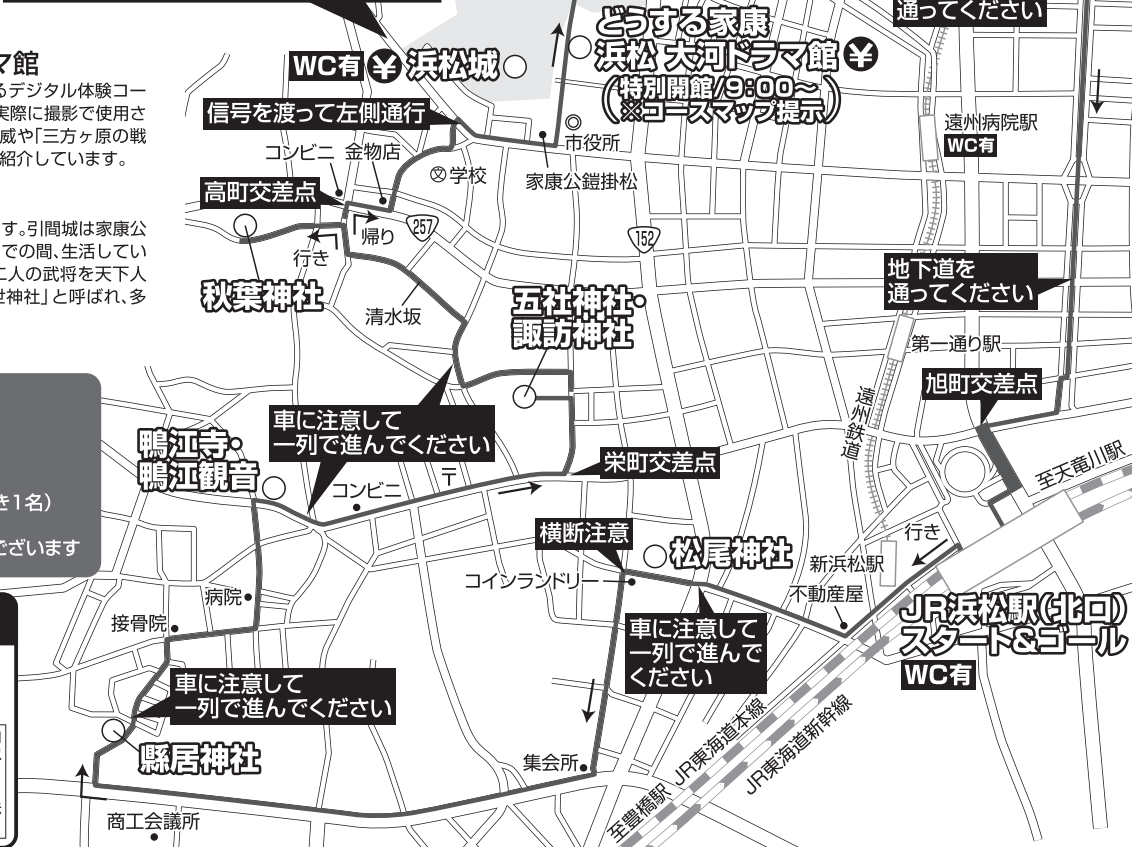 通ってください
どうする家康
浜松 大河ドラマ館 ¥
(特別開館/9:00〜
※コースマップ提示)
WC有 ¥ 浜松城
信号を渡って左側通行
マ館
るデジタル体験コー
実際に撮影で使用さ
威や「三方ヶ原の戦
紹介しています。
す。引間城は家康公
での間、生活してい
二人の武将を天下人
世神社」と呼ばれ、多
コンビニ
金物店
文 学校
市役所
家康公鎧掛松
遠州病院駅
WC有
高町交差点
帰り
行き
257
152
秋葉神社
清水坂
五社神社・
諏訪神社
地下道を
通ってください
第一通り駅
旭町交差点
遠州鉄道
至天竜川駅
車に注意して
一列で進んでください
鴨江寺・
鴨江観音
コンビニ
〒
栄町交差点
き1名)
ございます
横断注意
松尾神社
コインランドリー
新浜松駅
行き
不動産屋
JR浜松駅(北口)
スタート&ゴール
WC有
車に注意して
一列で進んで
ください
病院
接骨院
車に注意して
一列で進んでください
縣居神社
集会所
商工会議所
JR東海道本線
JR東海道新幹線
至豊橋駅